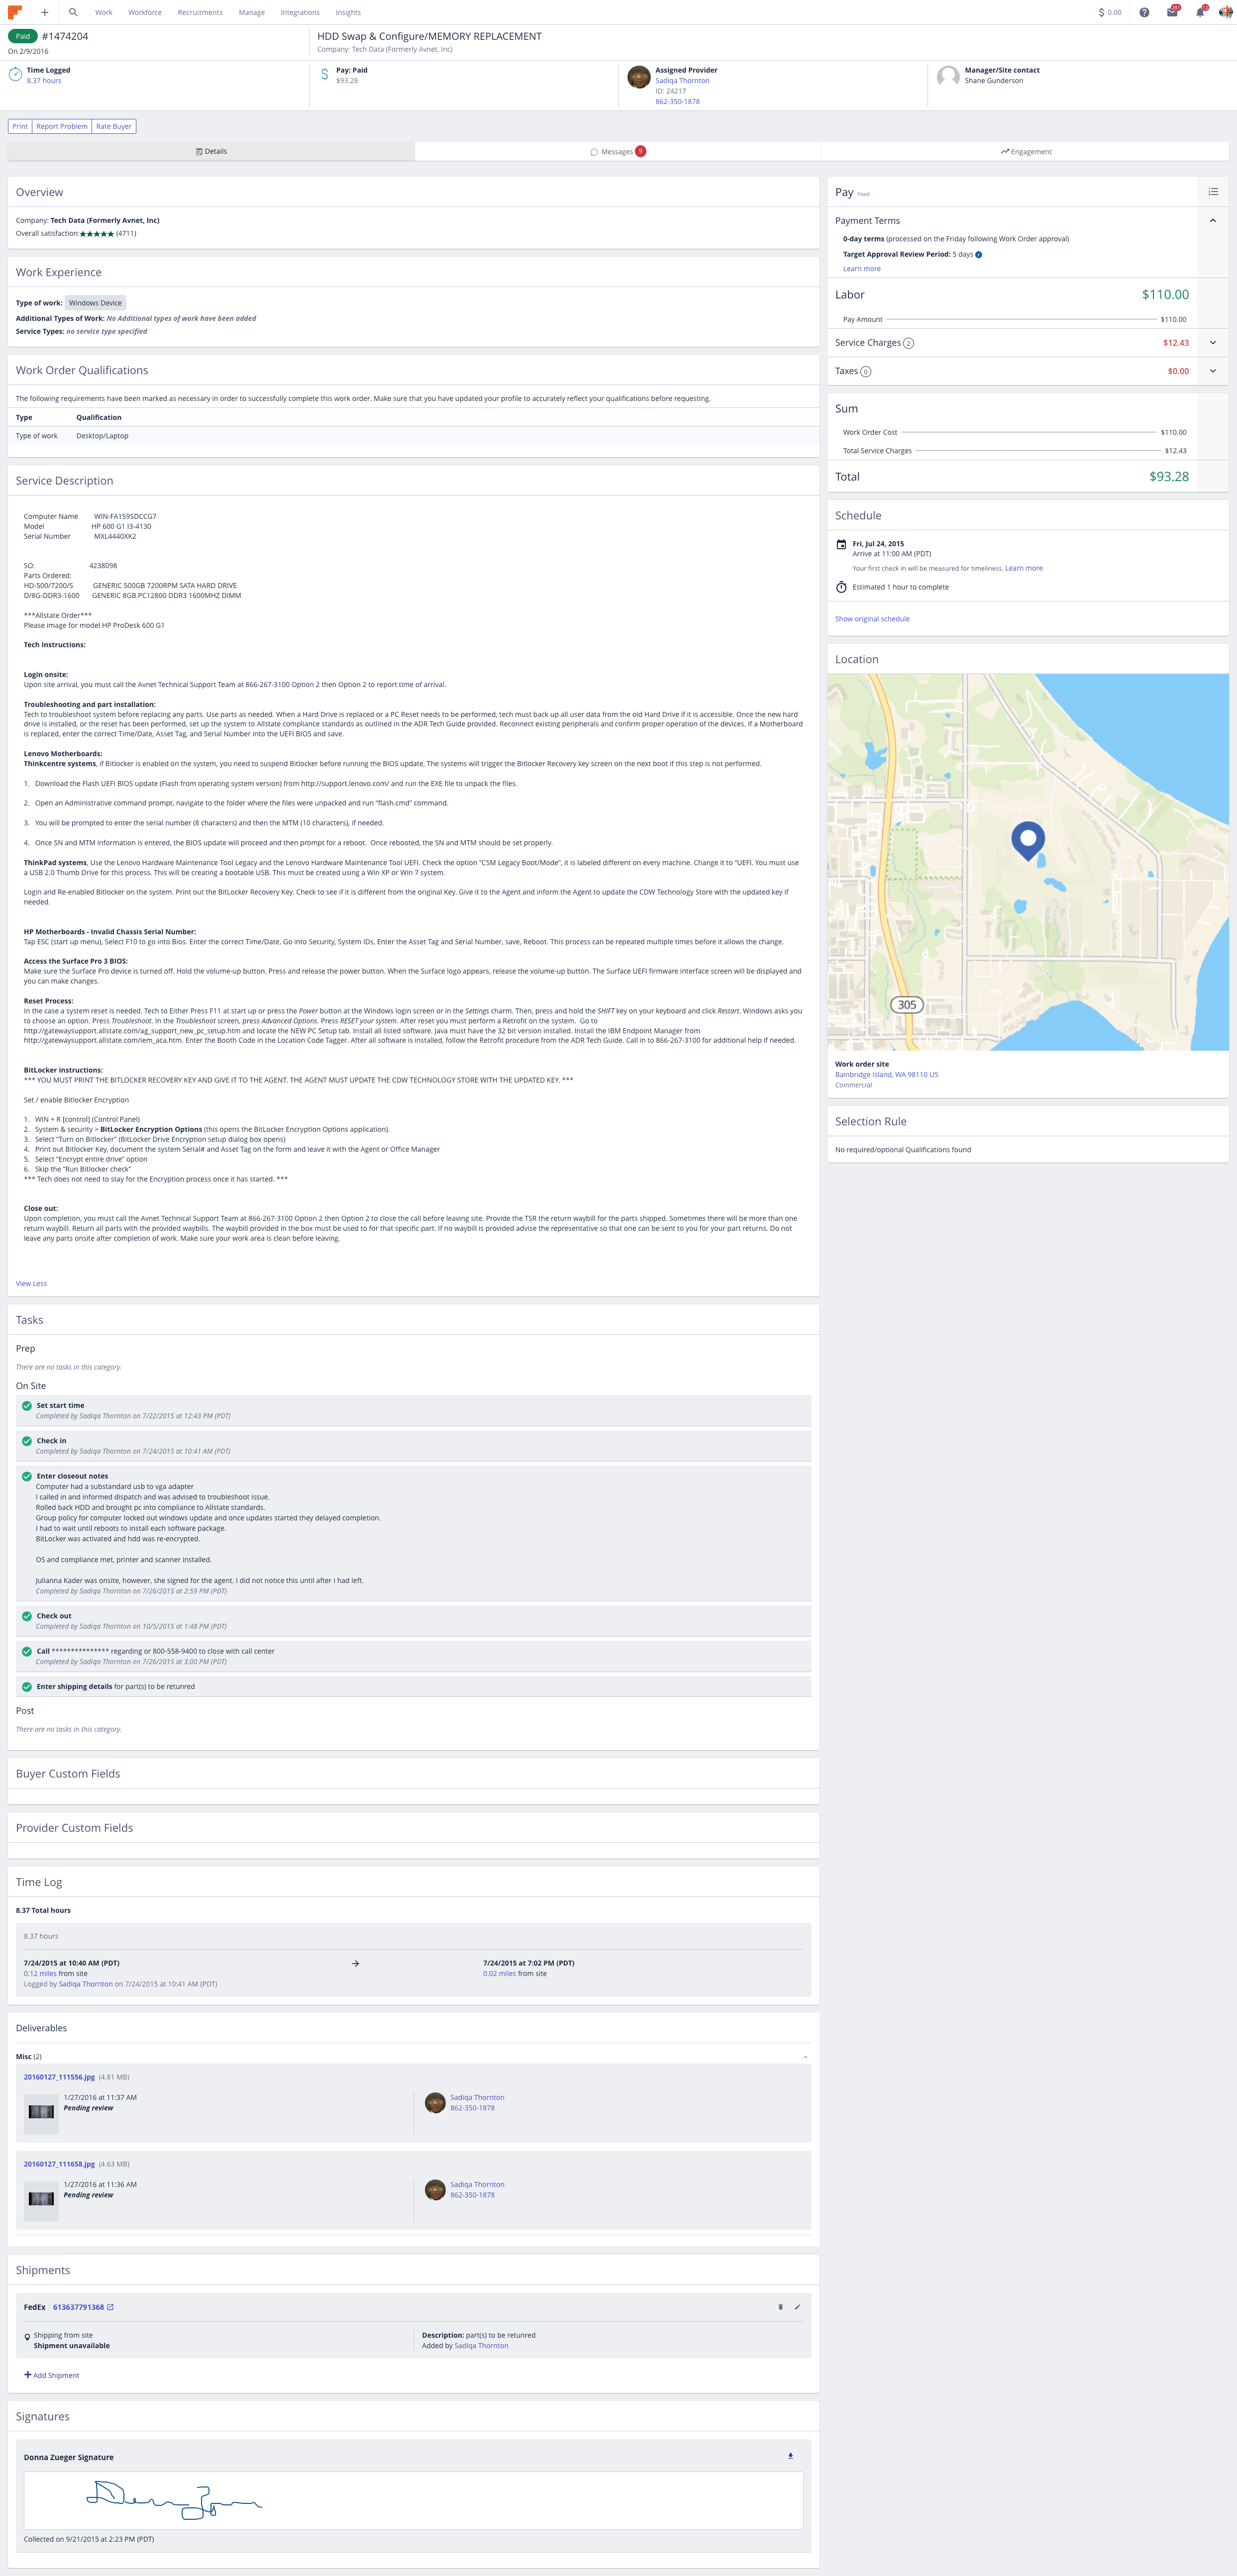 Work Workforce Recruitments Manage Integrations Insights
0.00
Paid #1474204
On 2/9/2016
HDD Swap & Configure/MEMORY REPLACEMENT
Company: Tech Data (Formerly Avnet, Inc)
Time Logged
8.37 hours
Pay: Paid
$93.28
Assigned Provider
Sadiqa Thornton
ID: 24217
862-350-1878
Manager/Site contact
Shane Gunderson
Print Report Problem Rate Buyer
Details
Messages 9
Engagement
Overview
Company: Tech Data (Formerly Avnet, Inc)
Overall satisfaction:★★★★★ (4711)
Work Experience
Type of work: Windows Device
Additional Types of Work: No Additional types of work have been added
Service Types: no service type specified
Work Order Qualifications
The following requirements have been marked as necessary in order to successfully complete this work order. Make sure that you have updated your profile to accurately reflect your qualifications before requesting.
Type Qualification
Type of work Desktop/Laptop
Service Description
Computer Name WIN-FA159SDCCG7
Model HP 600 G1 I3-4130
Serial Number MXL4440XK2
SO: 4238098
Parts Ordered:
HD-500/7200/S GENERIC 500GB 7200RPM SATA HARD DRIVE
D/8G-DDR3-1600 GENERIC 8GB PC12800 DDR3 1600MHZ DIMM
***Allstate Order***
Please image for model HP ProDesk 600 G1
Tech Instructions:
Login onsite:
Upon site arrival, you must call the Avnet Technical Support Team at 866-267-3100 Option 2 then Option 2 to report time of arrival.
Troubleshooting and part installation:
Tech to troubleshoot system before replacing any parts. Use parts as needed. When a Hard Drive is replaced or a PC Reset needs to be performed, tech must back up all user data from the old Hard Drive if it is accessible. Once the new hard
drive is installed, or the reset has been performed, set up the system to Allstate compliance standards as outlined in the ADR Tech Guide provided. Reconnect existing peripherals and confirm proper operation of the devices. if a Motherboard
is replaced, enter the correct Time/Date, Asset Tag, and Serial Number into the UEFI BIOS and save.
Lenovo Motherboards:
Thinkcentre systems, if Bitlocker is enabled on the system, you need to suspend Bitlocker before running the BIOS update, The systems will trigger the Bitlocker Recovery key screen on the next boot if this step is not performed.
1. Download the Flash UEFI BIOS update (Flash from operating system version) from http://support.lenovo.com/ and run the EXE file to unpack the files.
2. Open an Administrative command prompt, navigate to the folder where the files were unpacked and run “flash.cmd” command.
3. You will be prompted to enter the serial number (8 characters) and then the MTM (10 characters), if needed.
4. Once SN and MTM information is entered, the BIOS update will proceed and then prompt for a reboot. Once rebooted, the SN and MTM should be set properly.
ThinkPad systems, Use the Lenovo Hardware Maintenance Tool Legacy and the Lenovo Hardware Maintenance Tool UEFI. Check the option “CSM Legacy Boot/Mode”, it is labeled different on every machine. Change it to “UEFI. You must use
a USB 2.0 Thumb Drive for this process. This will be creating a bootable USB. This must be created using a Win XP or Win 7 system.
Login and Re-enabled Bitlocker on the system. Print out the BitLocker Recovery Key. Check to see if it is different from the original Key. Give it to the Agent and inform the Agent to update the CDW Technology Store with the updated key if
needed.
HP Motherboards - Invalid Chassis Serial Number:
Tap ESC (start up menu), Select F10 to go into Bios. Enter the correct Time/Date. Go into Security, System IDs, Enter the Asset Tag and Serial Number, save, Reboot. This process can be repeated multiple times before it allows the change.
Access the Surface Pro 3 BIOS:
Make sure the Surface Pro device is turned off. Hold the volume-up button. Press and release the power button. When the Surface logo appears, release the volume-up button. The Surface UEFI firmware interface screen will be displayed and
you can make changes.
Reset Process:
In the case a system reset is needed. Tech to Either Press F11 at start up or press the Power button at the Windows login screen or in the Settings charm. Then, press and hold the SHIFT key on your keyboard and click Restart. Windows asks you
to choose an option. Press Troubleshoot. In the Troubleshoot screen, press Advanced Options. Press RESET your system. After reset you must perform a Retrofit on the system. Go to
http://gatewaysupport.allstate.com/ag_support_new_pc_setup.htm and locate the NEW PC Setup tab. Install all listed software. Java must have the 32 bit version installed. Install the IBM Endpoint Manager from
http://gatewaysupport.allstate.com/iem_aca.htm. Enter the Booth Code in the Location Code Tagger. After all software is installed, follow the Retrofit procedure from the ADR Tech Guide. Call in to 866-267-3100 for additional help if needed.
BitLocker instructions:
*** YOU MUST PRINT THE BITLOCKER RECOVERY KEY AND GIVE IT TO THE AGENT. THE AGENT MUST UPDATE THE CDW TECHNOLOGY STORE WITH THE UPDATED KEY. ***
Set / enable Bitlocker Encryption
1. WIN + R [control] (Control Panel)
2. System & security > BitLocker Encryption Options (this opens the BitLocker Encryption Options application).
3. Select “Turn on Bitlocker” (BitLocker Drive Encryption setup dialog box opens)
4. Print out Bitlocker Key, document the system Serial# and Asset Tag on the form and leave it with the Agent or Office Manager
5. Select “Encrypt entire drive” option
6. Skip the “Run Bitlocker check”
*** Tech does not need to stay for the Encryption process once it has started. ***
Close out:
Upon completion, you must call the Avnet Technical Support Team at 866-267-3100 Option 2 then Option 2 to close the call before leaving site. Provide the TSR the return waybill for the parts shipped. Sometimes there will be more than one
return waybill. Return all parts with the provided waybills. The waybill provided in the box must be used for that specific part. If no waybill is provided advise the representative so that one can be sent to you for your part returns. Do not
leave any parts onsite after completion of work. Make sure your work area is clean before leaving.
View Less
Tasks
Prep
There are no tasks in this category.
On Site
Set start time
Completed by Sadiqa Thornton on 7/22/2015 at 12:43 PM (PDT)
Check in
Completed by Sadiqa Thornton on 7/24/2015 at 10:41 AM (PDT)
Enter closeout notes
Computer had a substandard usb to vga adapter
I called in and informed dispatch and was advised to troubleshoot issue.
Rolled back HDD and brought pc into compliance to Allstate standards.
Group policy for computer locked out windows update and once updates started they delayed completion.
I had to wait until reboots to install each software package.
BitLocker was activated and hdd was re-encrypted.
OS and compliance met, printer and scanner installed.
Julianna Kader was onsite, however, she signed for the agent. I did not notice this until after I had left.
Completed by Sadiqa Thornton on 7/26/2015 at 2:59 PM (PDT)
Check out
Completed by Sadiqa Thornton on 10/5/2015 at 1:48 PM (PDT)
Call *************** regarding or 800-558-9400 to close with call center
Completed by Sadiqa Thornton on 7/26/2015 at 3:00 PM (PDT)
Enter shipping details for part(s) to be retunred
Post
There are no tasks in this category.
Buyer Custom Fields
Provider Custom Fields
Time Log
8.37 Total hours
8.37 hours
7/24/2015 at 10:40 AM (PDT)
0.12 miles from site
Logged by Sadiqa Thornton on 7/24/2015 at 10:41 AM (PDT)
7/24/2015 at 7:02 PM (PDT)
0.02 miles from site
Deliverables
Misc (2)
20160127_111556.jpg (4.81 MB)
1/27/2016 at 11:37 AM
Pending review
Sadiqa Thornton
862-350-1878
20160127_111658.jpg (4.63 MB)
1/27/2016 at 11:36 AM
Pending review
Sadiqa Thornton
862-350-1878
Shipments
FedEx 613637791368
Shipping from site
Shipment unavailable
Description: part(s) to be retunred
Added by Sadiqa Thornton
Add Shipment
Signatures
Donna Zueger Signature
Collected on 9/21/2015 at 2:23 PM (PDT)
Pay Fixed
Payment Terms
0-day terms (processed on the Friday following Work Order approval)
Target Approval Review Period: 5 days
Learn more
Labor $110.00
Pay Amount $110.00
Service Charges 2 $12.43
Taxes 0 $0.00
Sum
Work Order Cost $110.00
Total Service Charges $12.43
Total $93.28
Schedule
Fri, Jul 24, 2015
Arrive at 11:00 AM (PDT)
Your first check in will be measured for timeliness. Learn more
Estimated 1 hour to complete
Show original schedule
Location
305
Work order site
Bainbridge Island, WA 98110 US
Commercial
Selection Rule
No required/optional Qualifications found